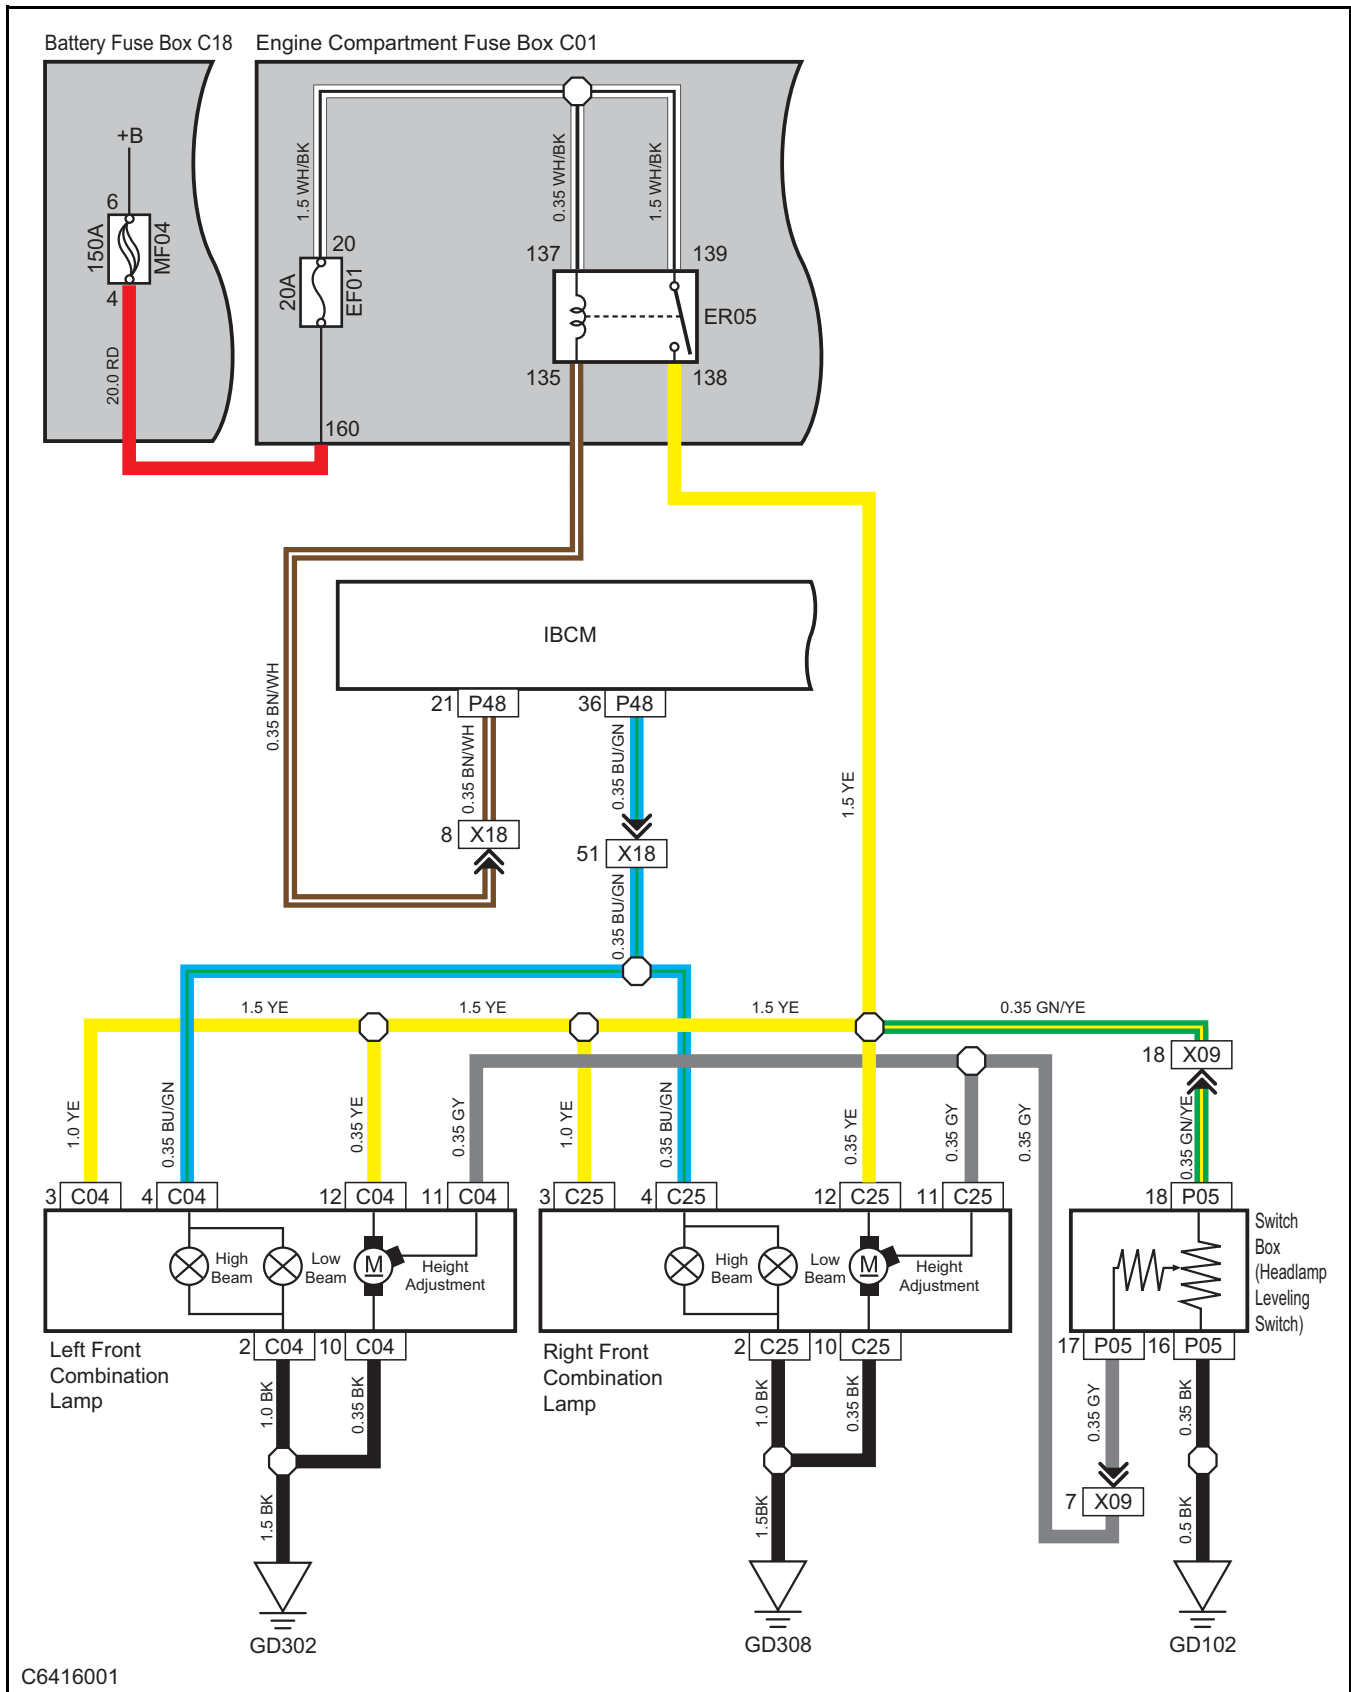 Battery Fuse Box C18
Engine Compartment Fuse Box C01
+B
6
150A
MF04
4
20.0 RD
1.5 WH/BK
0.35 WH/BK
1.5 WH/BK
20
20A
EF01
160
137
139
ER05
135
138
IBCM
0.35 BN/WH
21 P48
36 P48
0.35 BN/WH
0.35 BU/GN
1.5 YE
8 X18
51 X18
0.35 BU/GN
1.5 YE
1.5 YE
1.5 YE
0.35 GN/YE
18 X09
1.0 YE
0.35 BU/GN
0.35 YE
0.35 GY
1.0 YE
0.35 BU/GN
0.35 YE
0.35 GY
0.35 GY
0.35 GN/YE
3 C04
4 C04
12 C04
11 C04
3 C25
4 C25
12 C25
11 C25
18 P05
High
Beam
Low
Beam
M
Height
Adjustment
High
Beam
Low
Beam
M
Height
Adjustment
Switch
Box
(Headlamp
Leveling
Switch)
2 C04
10 C04
2 C25
10 C25
17 P05
16 P05
Left Front
Combination
Lamp
Right Front
Combination
Lamp
1.0 BK
0.35 BK
1.0 BK
0.35 BK
0.35 GY
0.35 BK
7 X09
1.5 BK
1.5BK
0.5 BK
GD302
GD308
GD102
C6416001